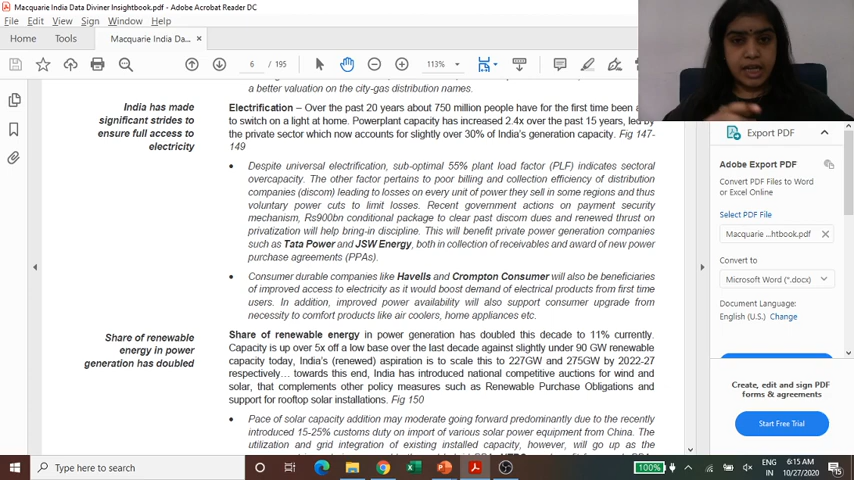 Macquarie India Data Diviner Insightbook.pdf - Adobe Acrobat Reader DC
File Edit View Sign Window Help
Home Tools Macquarie India Da... ×
6 / 195 113%
a better valuation on the city-gas distribution names.
India has made
significant strides to
ensure full access to
electricity
Electrification – Over the past 20 years about 750 million people have for the first time been a
to switch on a light at home. Powerplant capacity has increased 2.4x over the past 15 years, led by
the private sector which now accounts for slightly over 30% of India's generation capacity. Fig 147-
149
• Despite universal electrification, sub-optimal 55% plant load factor (PLF) indicates sectoral
overcapacity. The other factor pertains to poor billing and collection efficiency of distribution
companies (discom) leading to losses on every unit of power they sell in some regions and thus
voluntary power cuts to limit losses. Recent government actions on payment security
mechanism, Rs900bn conditional package to clear past discom dues and renewed thrust on
privatization will help bring-in discipline. This will benefit private power generation companies
such as Tata Power and JSW Energy, both in collection of receivables and award of new power
purchase agreements (PPAs).
• Consumer durable companies like Havells and Crompton Consumer will also be beneficiaries
of improved access to electricity as it would boost demand of electrical products from first time
users. In addition, improved power availability will also support consumer upgrade from
necessity to comfort products like air coolers, home appliances etc.
Share of renewable
energy in power
generation has doubled
Share of renewable energy in power generation has doubled this decade to 11% currently.
Capacity is up over 5x off a low base over the last decade against slightly under 90 GW renewable
capacity today, India's (renewed) aspiration is to scale this to 227GW and 275GW by 2022-27
respectively… towards this end, India has introduced national competitive auctions for wind and
solar, that complements other policy measures such as Renewable Purchase Obligations and
support for rooftop solar installations. Fig 150
• Pace of solar capacity addition may moderate going forward predominantly due to the recently
introduced 15-25% customs duty on import of various solar power equipment from China. The
utilization and grid integration of existing installed capacity, however, will go up as the
Export PDF
Adobe Export PDF
Convert PDF Files to Word
or Excel Online
Select PDF File
Macquarie ...htbook.pdf ×
Convert to
Microsoft Word (*.docx)
Document Language:
English (U.S.) Change
Create, edit and sign PDF
forms & agreements
Start Free Trial
Type here to search
100%
ENG
IN
6:15 AM
10/27/2020
15